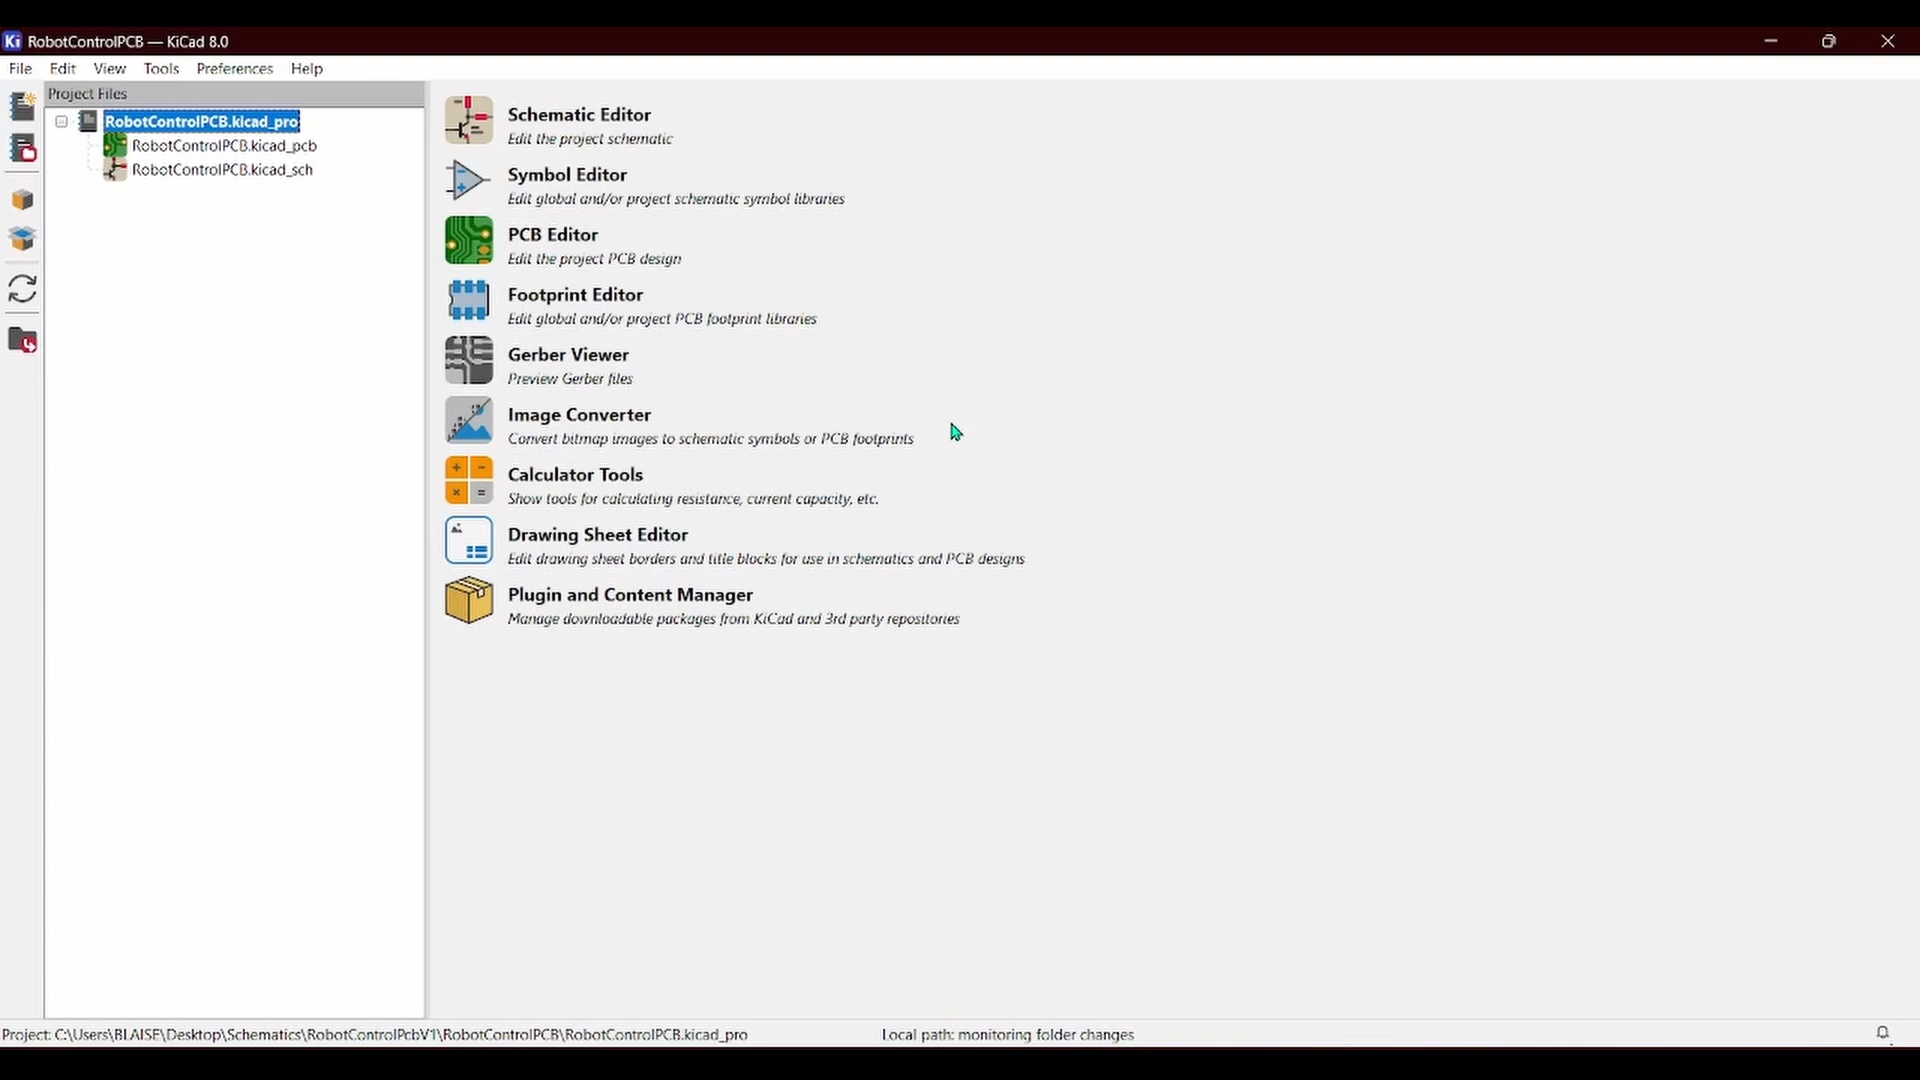 Ki RobotControlPCB — KiCad 8.0
File Edit View Tools Preferences Help
Project Files
RobotControlPCB.kicad_pro
RobotControlPCB.kicad_pcb
RobotControlPCB.kicad_sch
Schematic Editor
Edit the project schematic
Symbol Editor
Edit global and/or project schematic symbol libraries
PCB Editor
Edit the project PCB design
Footprint Editor
Edit global and/or project PCB footprint libraries
Gerber Viewer
Preview Gerber files
Image Converter
Convert bitmap images to schematic symbols or PCB footprints
Calculator Tools
Show tools for calculating resistance, current capacity, etc.
Drawing Sheet Editor
Edit drawing sheet borders and title blocks for use in schematics and PCB designs
Plugin and Content Manager
Manage downloadable packages from KiCad and 3rd party repositories
Project: C:\Users\BLAISE\Desktop\Schematics\RobotControlPcbV1\RobotControlPCB\RobotControlPCB.kicad_pro Local path: monitoring folder changes